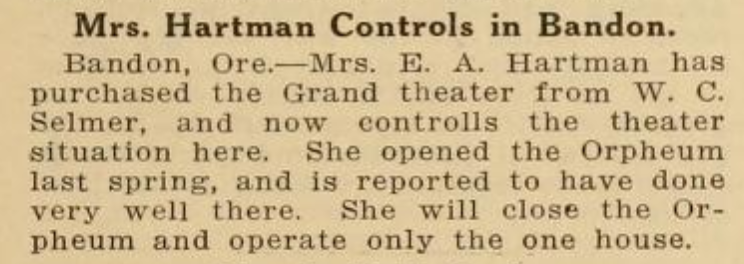 Mrs. Hartman Controls in Bandon.
Bandon, Ore.—Mrs. E. A. Hartman has
purchased the Grand theater from W. C.
Selmer, and now controlls the theater
situation here. She opened the Orpheum
last spring, and is reported to have done
very well there. She will close the Or-
pheum and operate only the one house.